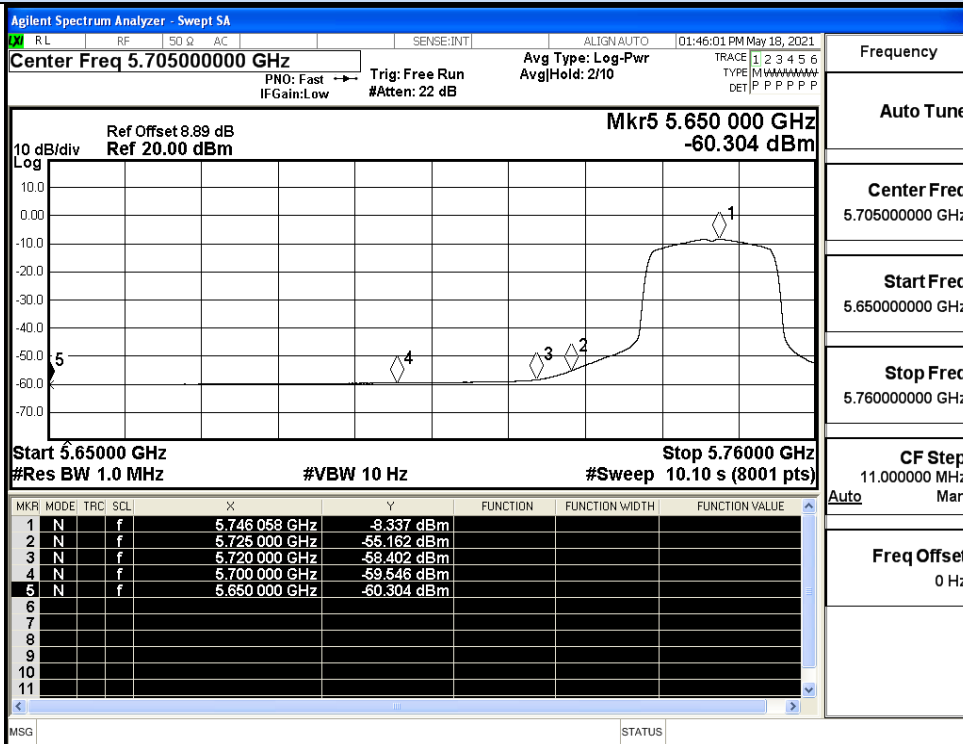 Agilent Spectrum Analyzer - Swept SA
LXI RL RF 50 Ω AC SENSE:INT ALIGN AUTO 01:46:01 PM May 18, 2021
Center Freq 5.705000000 GHz
PNO: Fast
IFGain:Low
Trig: Free Run
#Atten: 22 dB
Avg Type: Log-Pwr
Avg|Hold: 2/10
TRACE 1 2 3 4 5 6
TYPE M
DET P P P P P P
Mkr5 5.650 000 GHz
-60.304 dBm
Ref Offset 8.89 dB
10 dB/div Ref 20.00 dBm
Log
10.0
0.00
-10.0
-20.0
-30.0
-40.0
-50.0
-60.0
-70.0
1
2
3
4
5
Start 5.65000 GHz Stop 5.76000 GHz
#Res BW 1.0 MHz #VBW 10 Hz #Sweep 10.10 s (8001 pts)
MKR MODE TRC SCL X Y FUNCTION FUNCTION WIDTH FUNCTION VALUE
1 N f 5.746 058 GHz -8.337 dBm
2 N f 5.725 000 GHz -55.162 dBm
3 N f 5.720 000 GHz -58.402 dBm
4 N f 5.700 000 GHz -59.546 dBm
5 N f 5.650 000 GHz -60.304 dBm
6
7
8
9
10
11
MSG STATUS
Frequency
Auto Tune
Center Freq
5.705000000 GHz
Start Freq
5.650000000 GHz
Stop Freq
5.760000000 GHz
CF Step
11.000000 MHz
Auto Man
Freq Offset
0 Hz